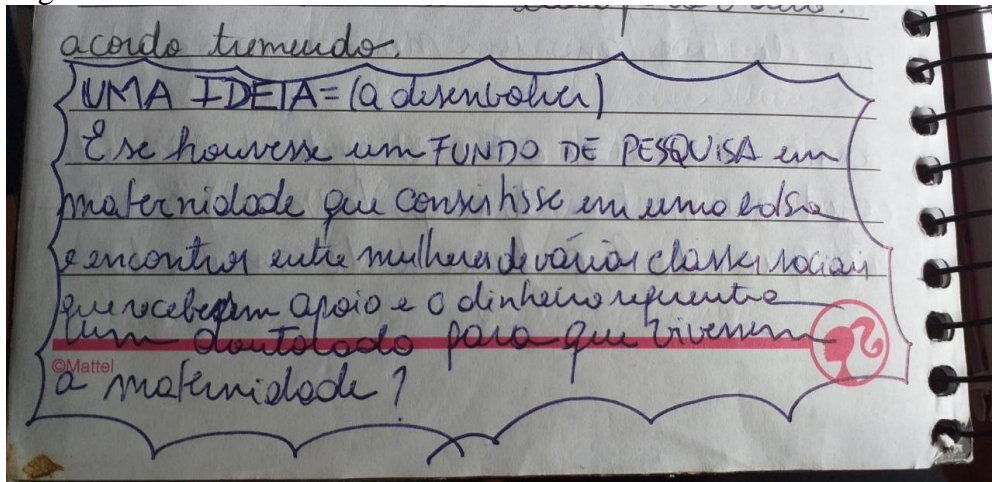 acordo tremendo.
UMA IDEIA = (a desenvolver)
E se houvesse um FUNDO DE PESQUISA em
maternidade que consistisse em uma bolsa
e encontros entre mulheres de várias classes sociais
que recebessem apoio e o dinheiro referente a
um doutorado para que vivessem
©Mattel
a maternidade?